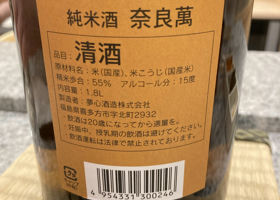 純米酒 奈良萬
品目：清酒
原材料名：米(国産)、米こうじ(国産米)
精米歩合：55% アルコール分：15度
内容量：1.8L
製造者：夢心酒造株式会社
福島県喜多方市字北町2932
飲酒は20歳になってから適量を。
妊娠中、授乳期の飲酒は避けてください。
飲酒運転は法律で禁止されています。
4 954331 300246